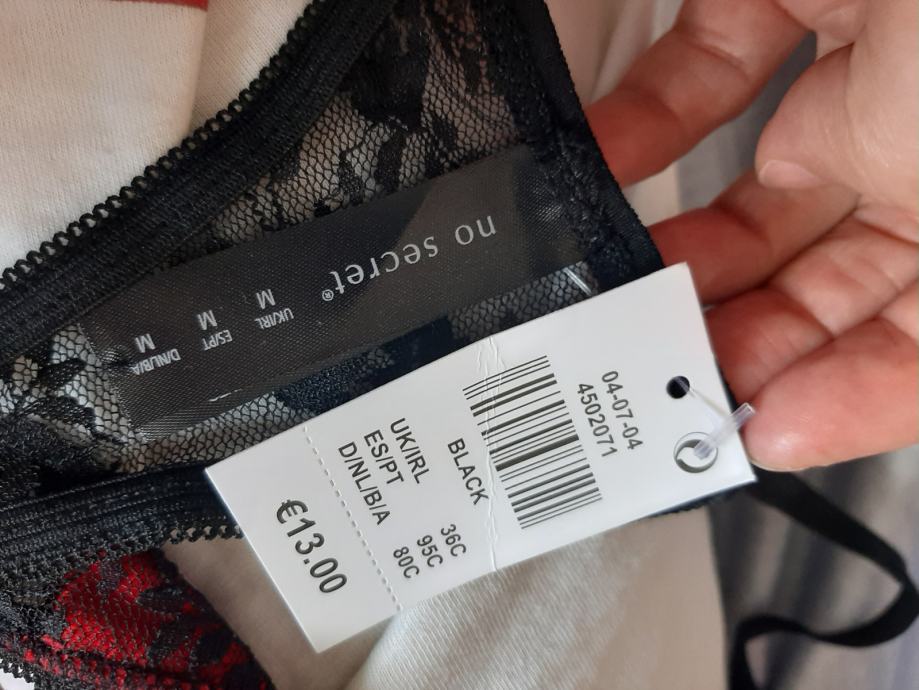 no secret®
UK/IRL
M
ES/PT
M
D/NL/B/A
M
04-07-04
4502071
BLACK
UK/IRL 36C
ES/PT 95C
D/NL/B/A 80C
€13.00